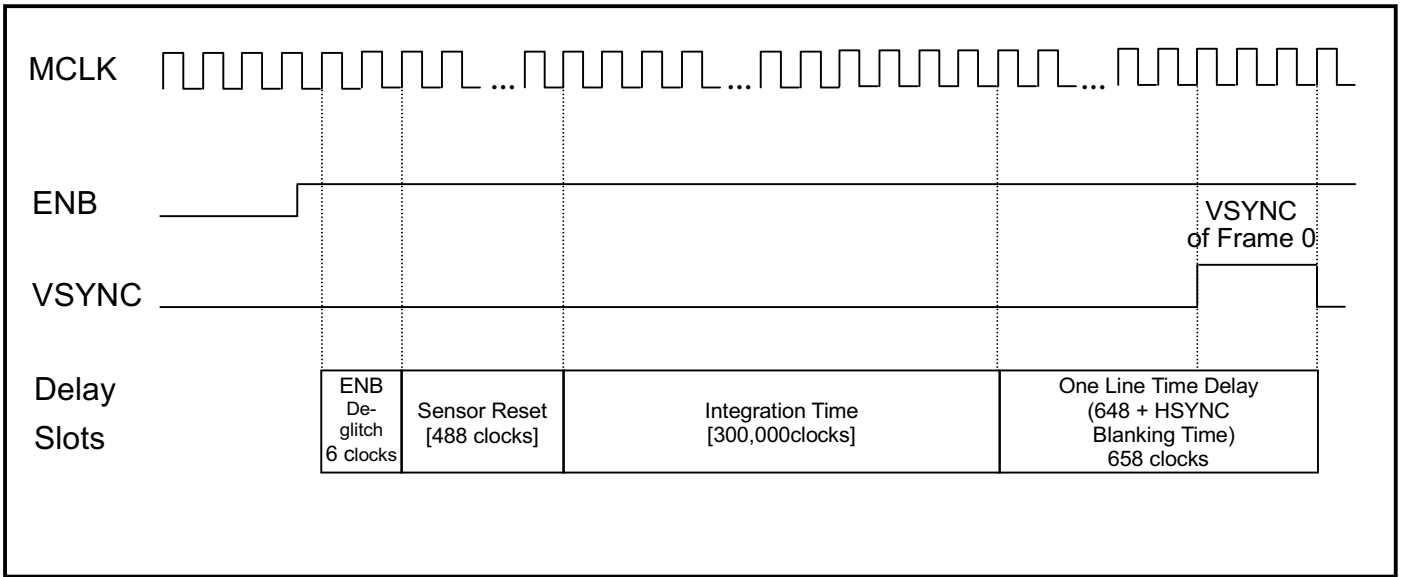 MCLK
... ... ...
ENB
VSYNC
of Frame 0
VSYNC
Delay
Slots
ENB
De-
glitch
6 clocks
Sensor Reset
[488 clocks]
Integration Time
[300,000clocks]
One Line Time Delay
(648 + HSYNC
Blanking Time)
658 clocks